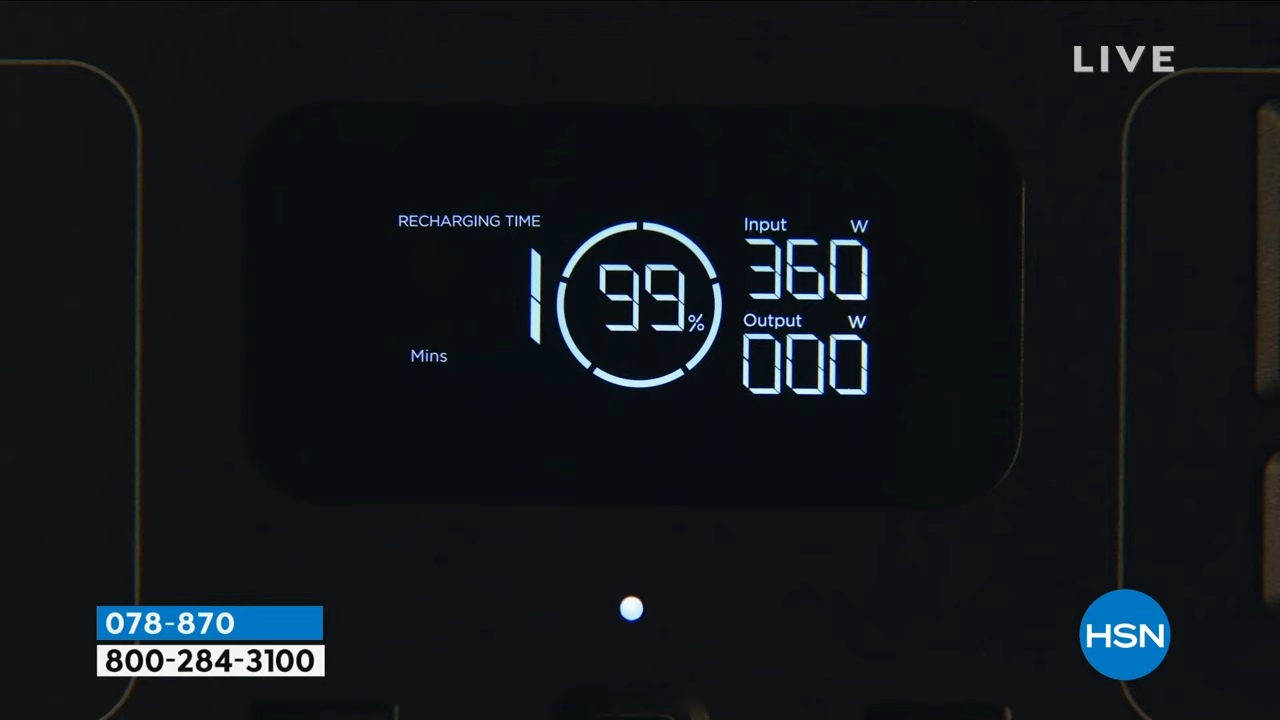 LIVE
RECHARGING TIME
1
Mins
99%
Input W
360
Output W
000
078-870
800-284-3100
HSN